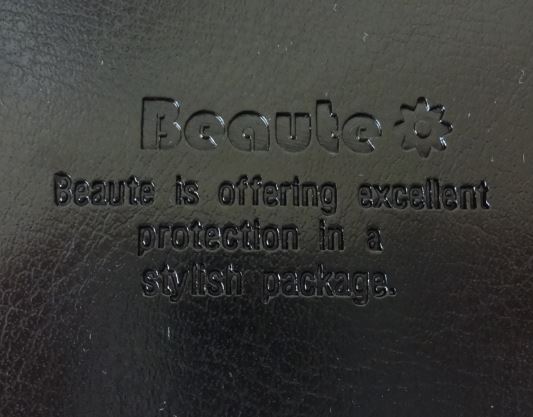 Beaute
Beaute is offering excellent
protection in a
stylish package.